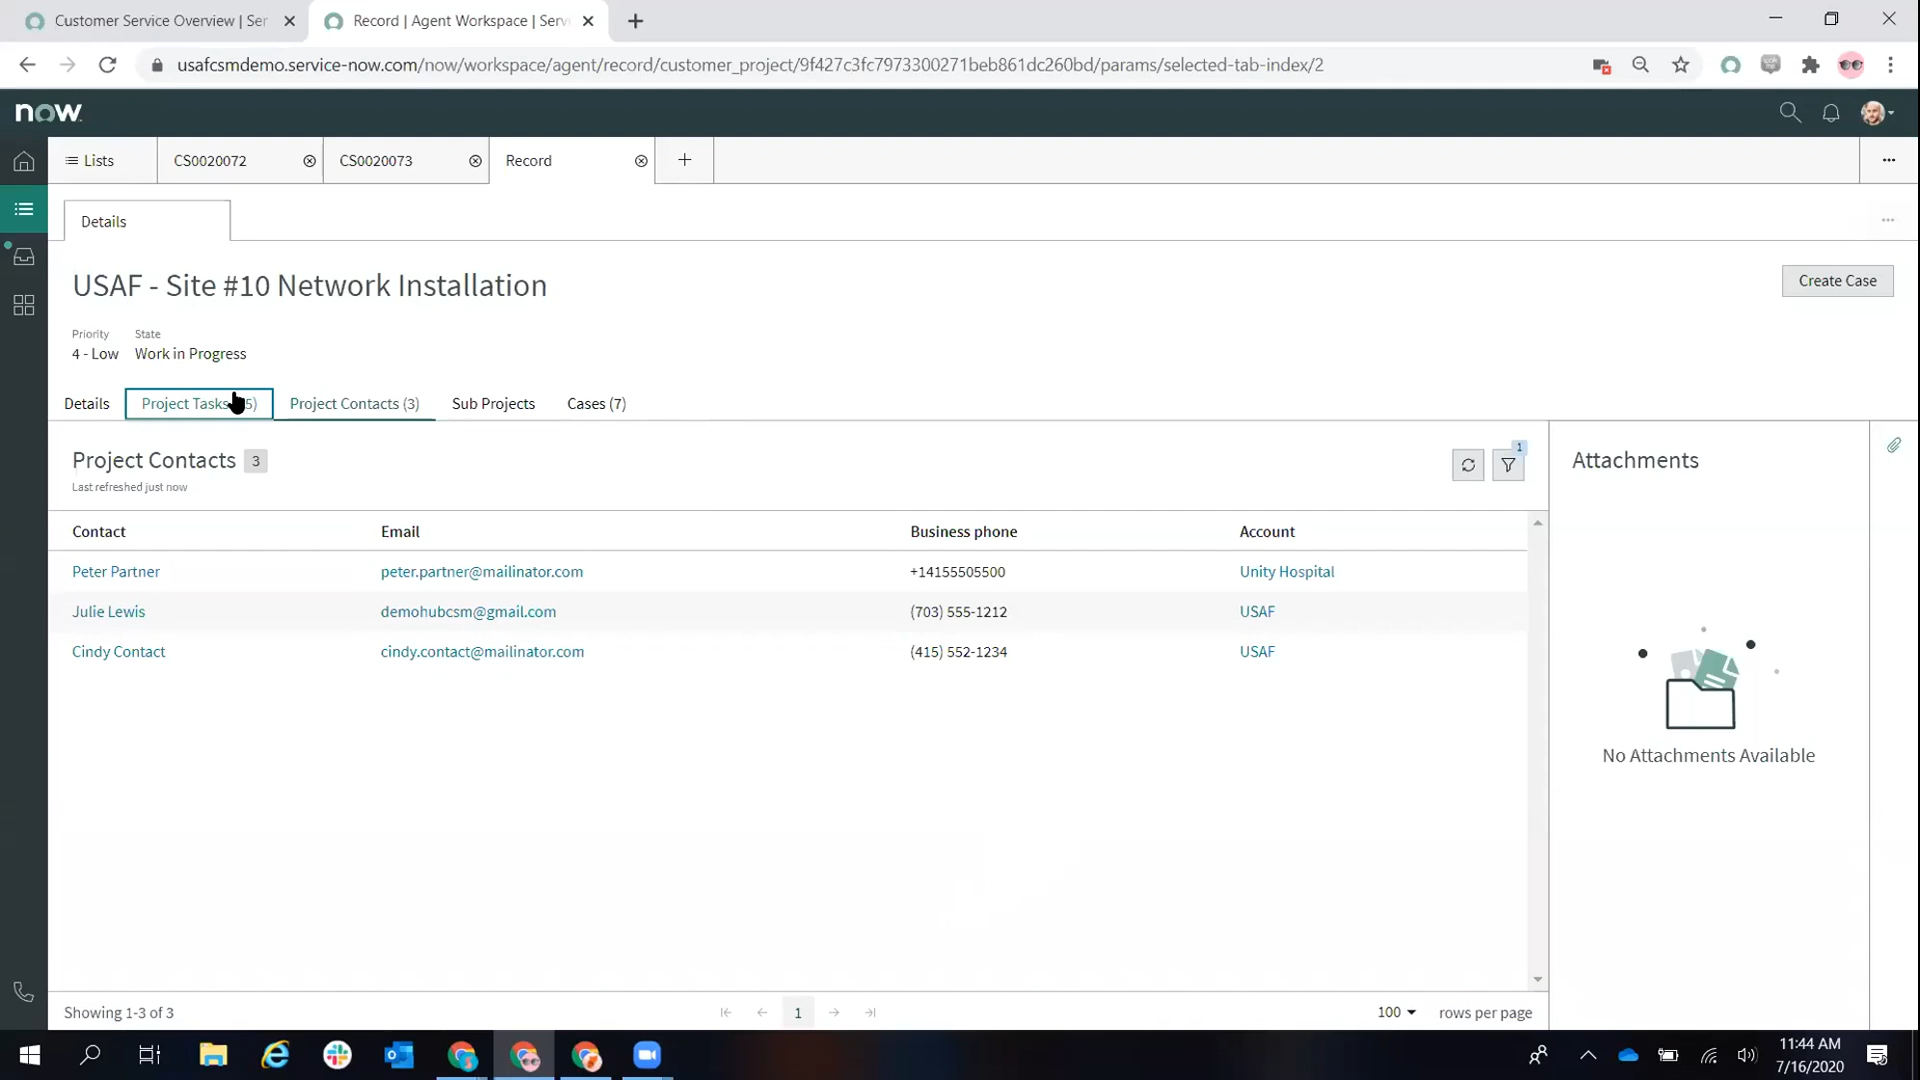 Customer Service Overview | Ser
Record | Agent Workspace | Serv
usafcsmdemo.service-now.com/now/workspace/agent/record/customer_project/9f427c3fc7973300271beb861dc260bd/params/selected-tab-index/2
now
Lists
CS0020072
CS0020073
Record
Details
USAF - Site #10 Network Installation
Create Case
Priority
State
4 - Low
Work in Progress
Details
Project Tasks 5)
Project Contacts (3)
Sub Projects
Cases (7)
Project Contacts 3
1
Attachments
Last refreshed just now
Contact
Email
Business phone
Account
Peter Partner
peter.partner@mailinator.com
+14155505500
Unity Hospital
Julie Lewis
demohubcsm@gmail.com
(703) 555-1212
USAF
Cindy Contact
cindy.contact@mailinator.com
(415) 552-1234
USAF
No Attachments Available
Showing 1-3 of 3
1
100
rows per page
11:44 AM
7/16/2020